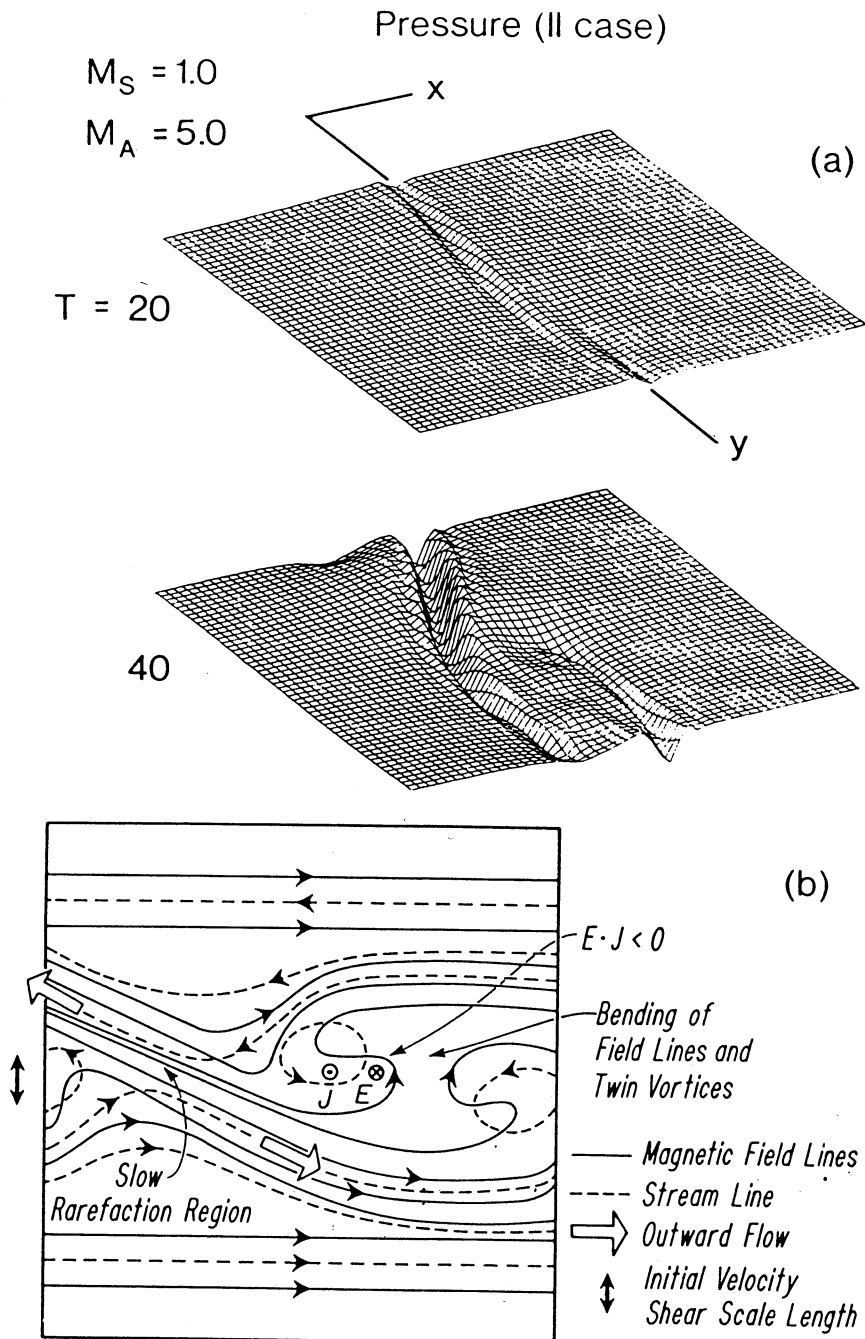 Pressure (II case)
M_S = 1.0
M_A = 5.0
x
(a)
T = 20
y
40
(b)
E·J<0
Bending of
Field Lines and
Twin Vortices
J E
Slow
Rarefaction Region
Magnetic Field Lines
Stream Line
Outward Flow
Initial Velocity
Shear Scale Length